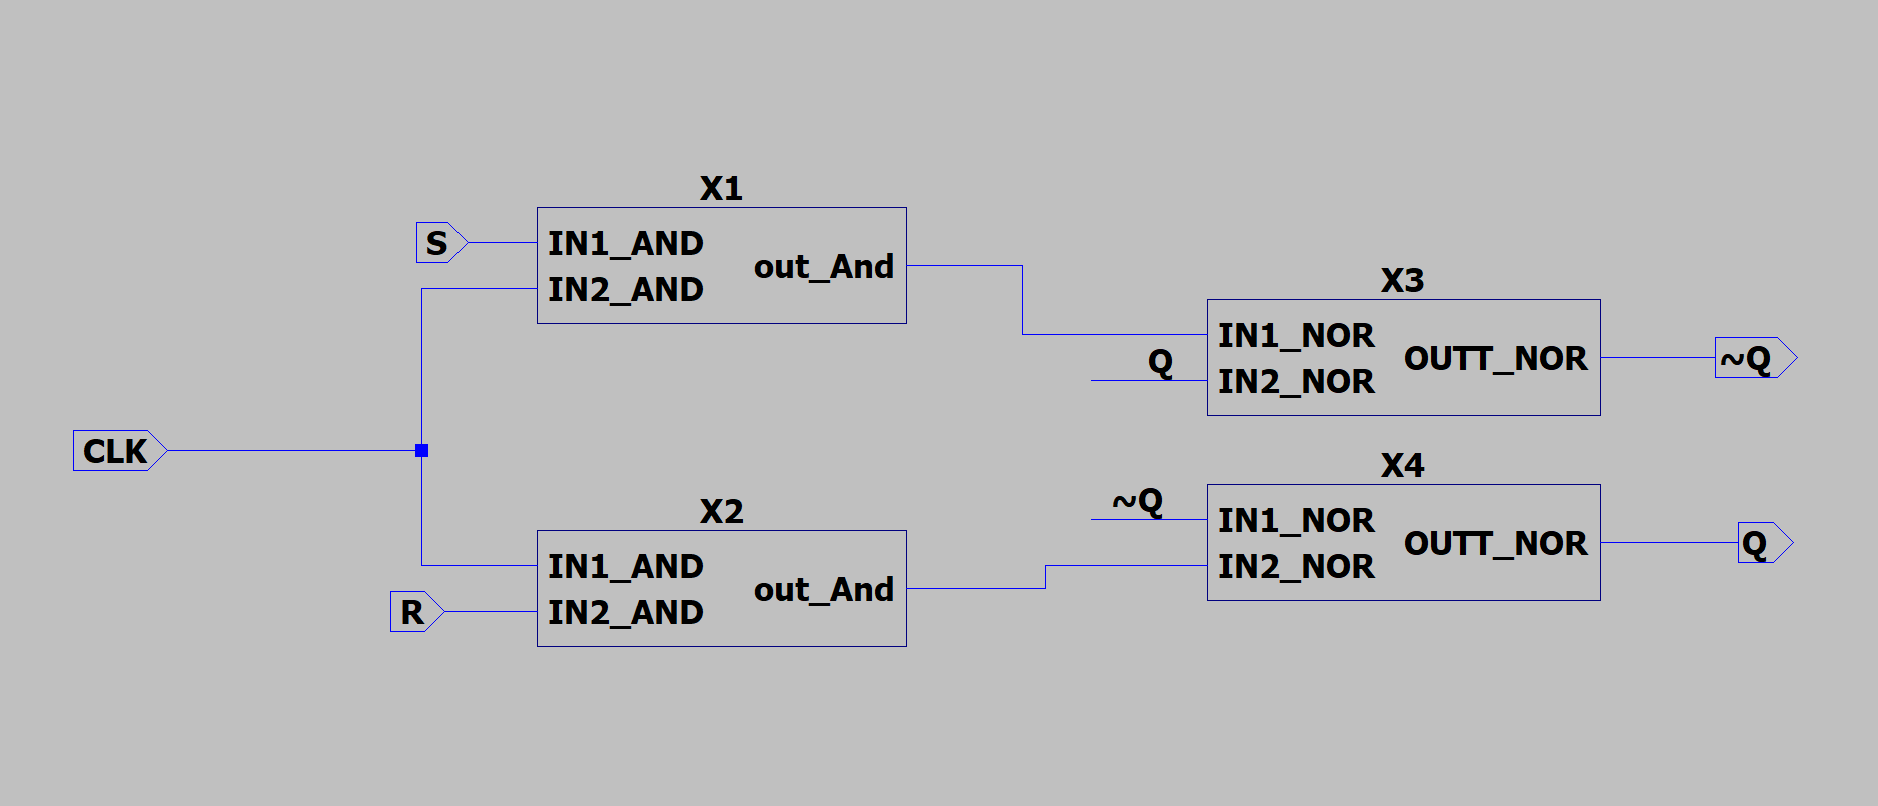 X1
S
IN1_AND
IN2_AND
out_And
X3
IN1_NOR
Q
IN2_NOR
OUTT_NOR
~Q
CLK
X4
~Q
IN1_NOR
IN2_NOR
OUTT_NOR
Q
X2
IN1_AND
R
IN2_AND
out_And